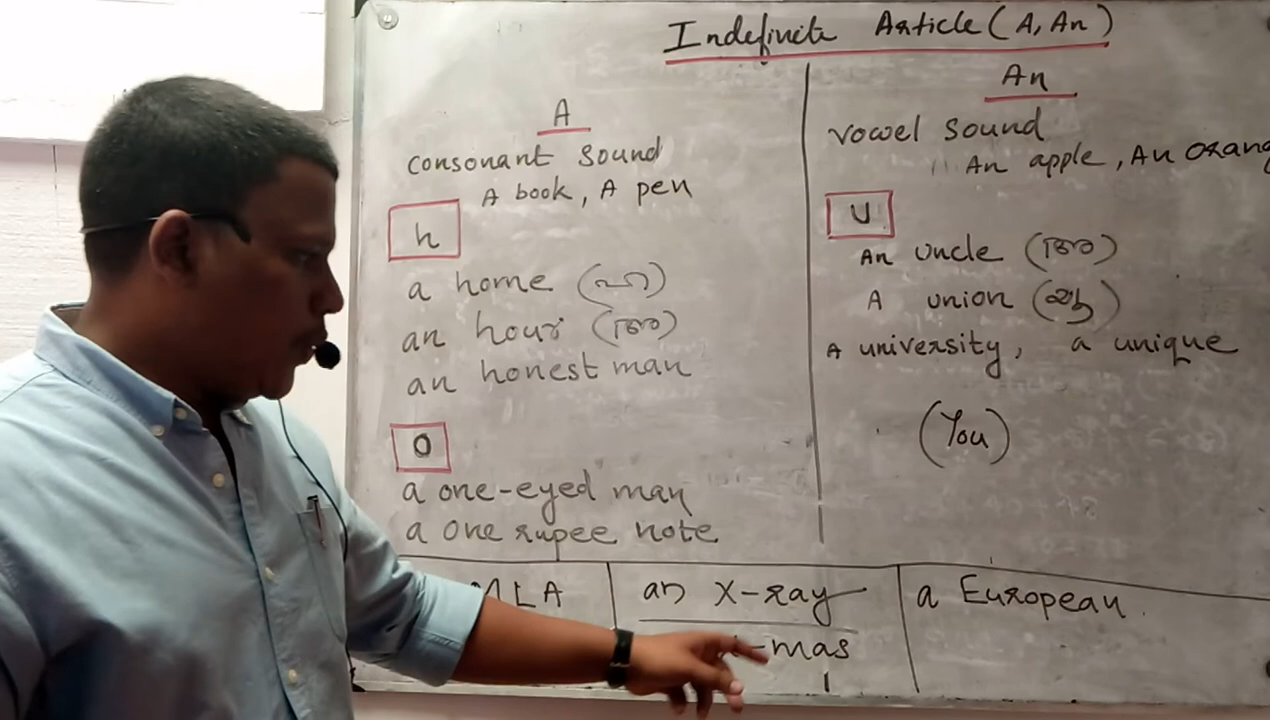 Indefinite Article (A, An)
A
consonant sound
A book, A pen
h
a home (ഹ)
an hour (അ)
an honest man
O
a one-eyed man
a one rupee note
An
vowel sound
An apple, An orang
U
An uncle (അ)
A union (യു)
A university, a unique
(You)
MLA
an X-ray
-mas
a European